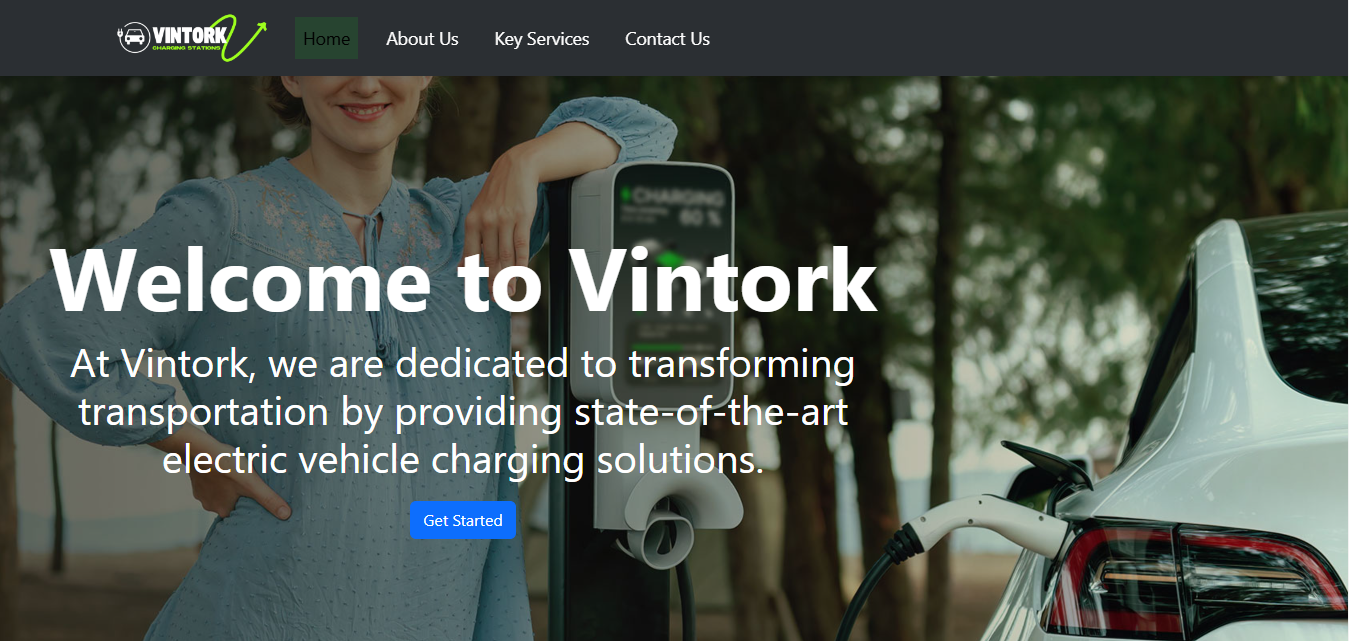 VINTORK
CHARGING STATIONS
Home
About Us
Key Services
Contact Us
CHARGING
60 %
Welcome to Vintork
At Vintork, we are dedicated to transforming
transportation by providing state-of-the-art
electric vehicle charging solutions.
Get Started